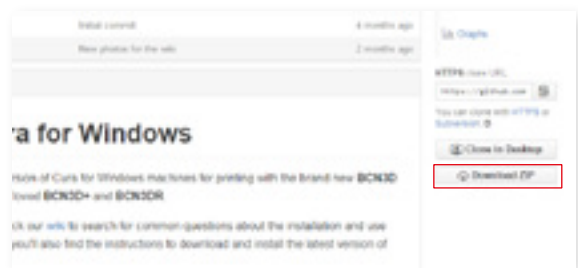 Initial commit 4 months ago
New photos for the wiki 2 months ago
Graphs
HTTPS clone URL
https://github.com
You can clone with HTTPS or
Subversion.
Clone in Desktop
Download ZIP
ra for Windows
rsion of Cura for Windows machines for printing with the brand new BCN3D
loved BCN3D+ and BCN3DR
ck our wiki to search for common questions about the installation and use
you'll also find the instructions to download and install the latest version of